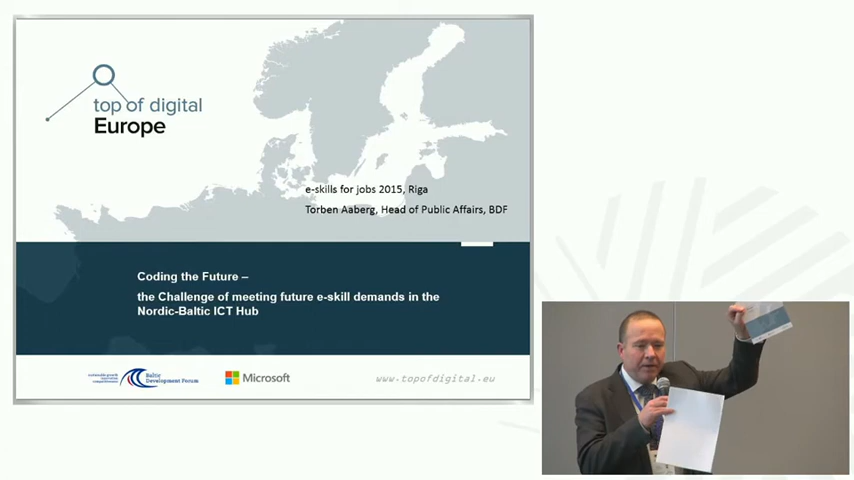 top of digital
Europe
e-skills for jobs 2015, Riga
Torben Aaberg, Head of Public Affairs, BDF
Coding the Future –
the Challenge of meeting future e-skill demands in the
Nordic-Baltic ICT Hub
Baltic
Development Forum
Microsoft
www.topofdigital.eu